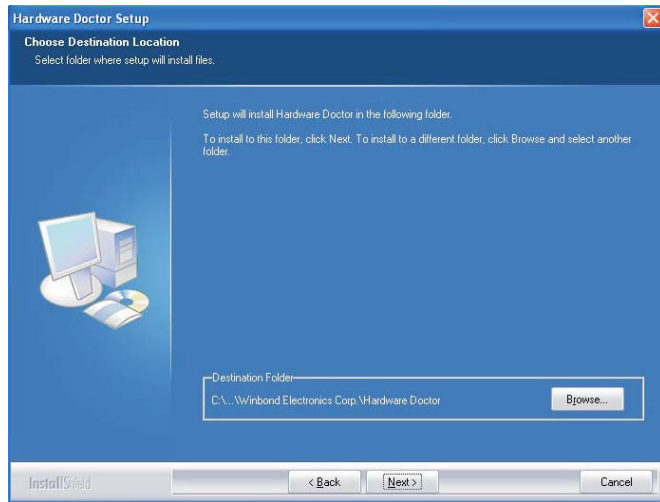 Hardware Doctor Setup
Choose Destination Location
Select folder where setup will install files.
Setup will install Hardware Doctor in the following folder.
To install to this folder, click Next. To install to a different folder, click Browse and select another
folder.
Destination Folder
C:\...\Winbond Electronics Corp.\Hardware Doctor
Browse...
InstallShield
< Back
Next >
Cancel